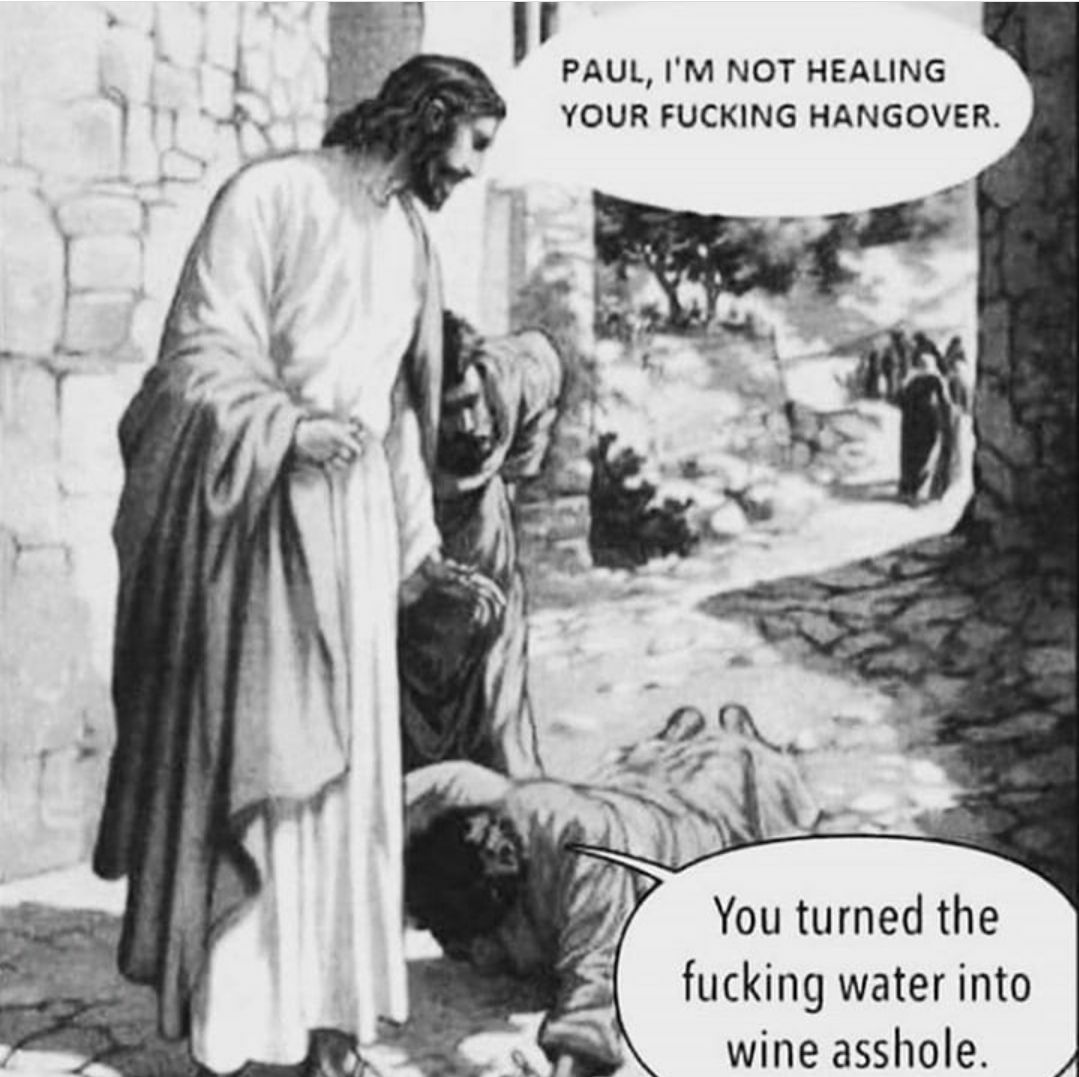 PAUL, I'M NOT HEALING
YOUR FUCKING HANGOVER.
You turned the
fucking water into
wine asshole.